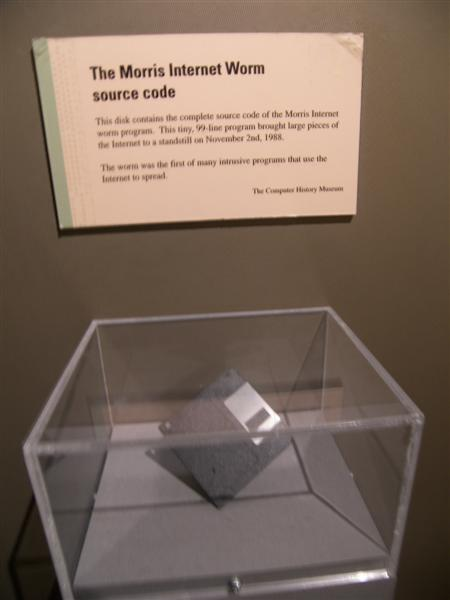 The Morris Internet Worm
source code
This disk contains the complete source code of the Morris Internet
worm program. This tiny, 99-line program brought large pieces of
the Internet to a standstill on November 2nd, 1988.
The worm was the first of many intrusive programs that use the
Internet to spread.
The Computer History Museum